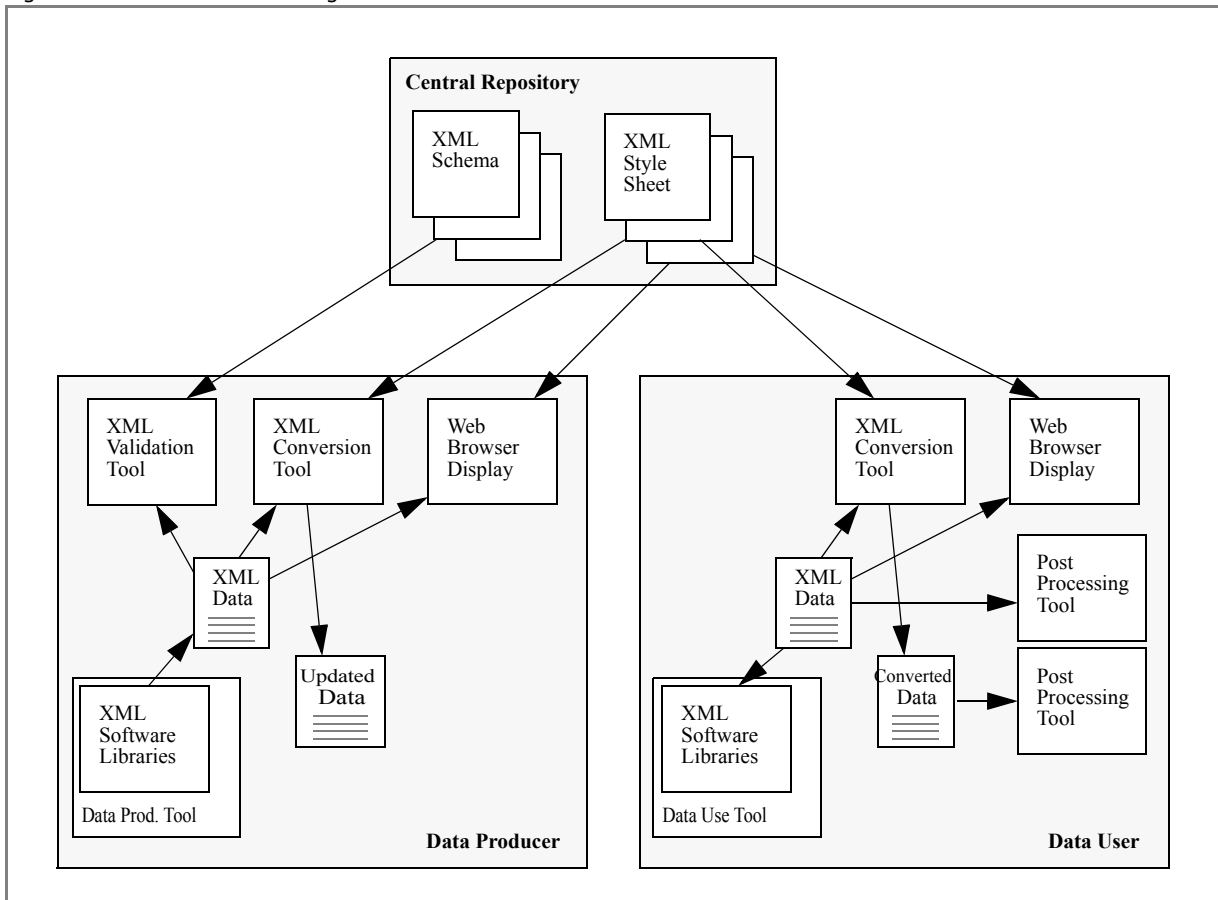 Central Repository
XML
Schema
XML
Style
Sheet
XML
Validation
Tool
XML
Conversion
Tool
Web
Browser
Display
XML
Data
Updated
Data
XML
Software
Libraries
Data Prod. Tool
Data Producer
XML
Conversion
Tool
Web
Browser
Display
XML
Data
Post
Processing
Tool
Converted
Data
Post
Processing
Tool
XML
Software
Libraries
Data Use Tool
Data User